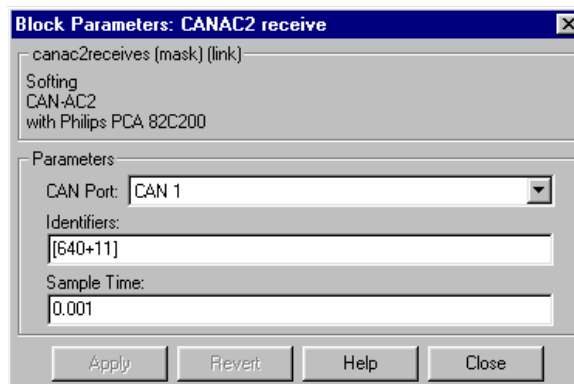 Block Parameters: CANAC2 receive
canac2receives (mask) (link)
Softing
CAN-AC2
with Philips PCA 82C200
Parameters
CAN Port: CAN 1
Identifiers:
[640+11]
Sample Time:
0.001
Apply Revert Help Close